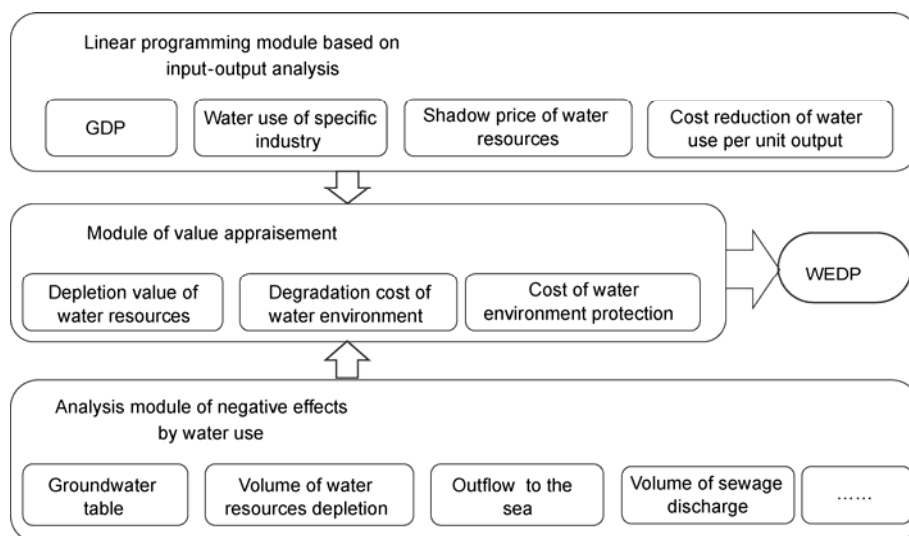 Linear programming module based on
input-output analysis
GDP
Water use of specific
industry
Shadow price of water
resources
Cost reduction of water
use per unit output
Module of value appraisement
Depletion value of
water resources
Degradation cost of
water environment
Cost of water
environment protection
WEDP
Analysis module of negative effects
by water use
Groundwater
table
Volume of water
resources depletion
Outflow to the
sea
Volume of sewage
discharge
......